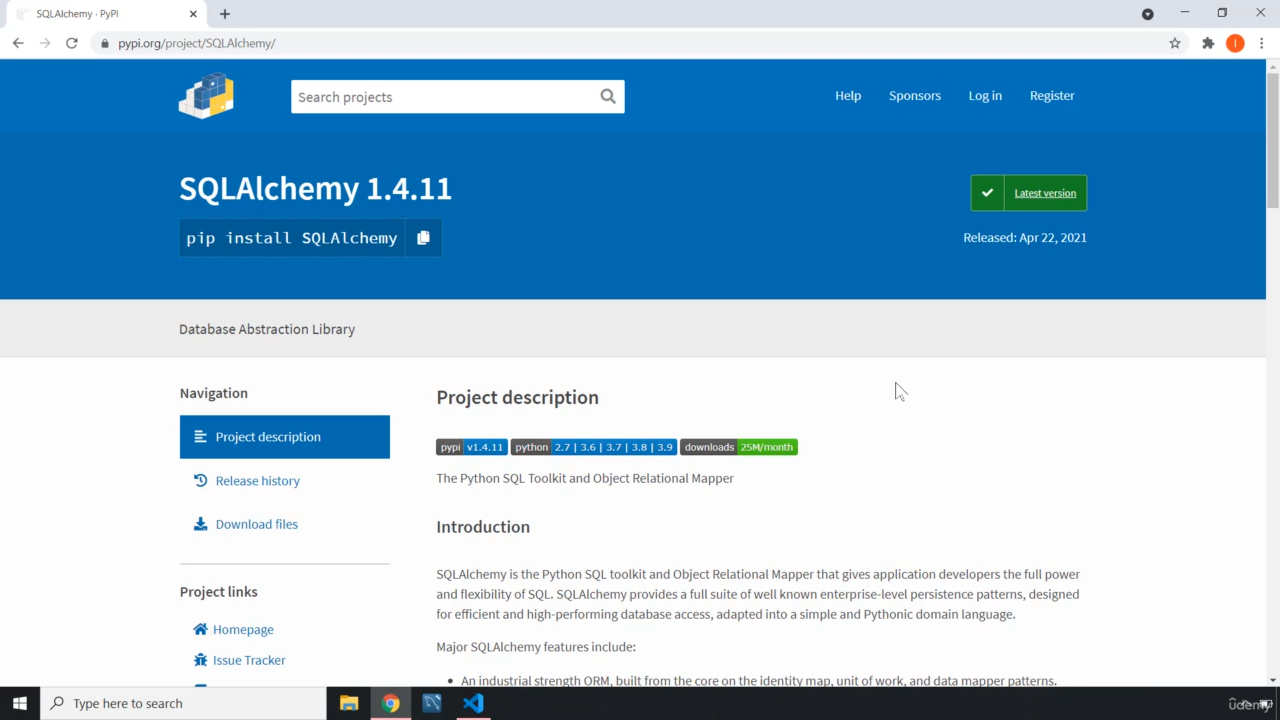 SQLAlchemy · PyPI
pypi.org/project/SQLAlchemy/
I
Search projects
Help
Sponsors
Log in
Register
SQLAlchemy 1.4.11
Latest version
pip install SQLAlchemy
Released: Apr 22, 2021
Database Abstraction Library
Navigation
Project description
Release history
Download files
Project links
Homepage
Issue Tracker
Project description
pypi v1.4.11 python 2.7 | 3.6 | 3.7 | 3.8 | 3.9 downloads 25M/month
The Python SQL Toolkit and Object Relational Mapper
Introduction
SQLAlchemy is the Python SQL toolkit and Object Relational Mapper that gives application developers the full power
and flexibility of SQL. SQLAlchemy provides a full suite of well known enterprise-level persistence patterns, designed
for efficient and high-performing database access, adapted into a simple and Pythonic domain language.
Major SQLAlchemy features include:
• An industrial strength ORM, built from the core on the identity map, unit of work, and data mapper patterns.
Type here to search
udemy